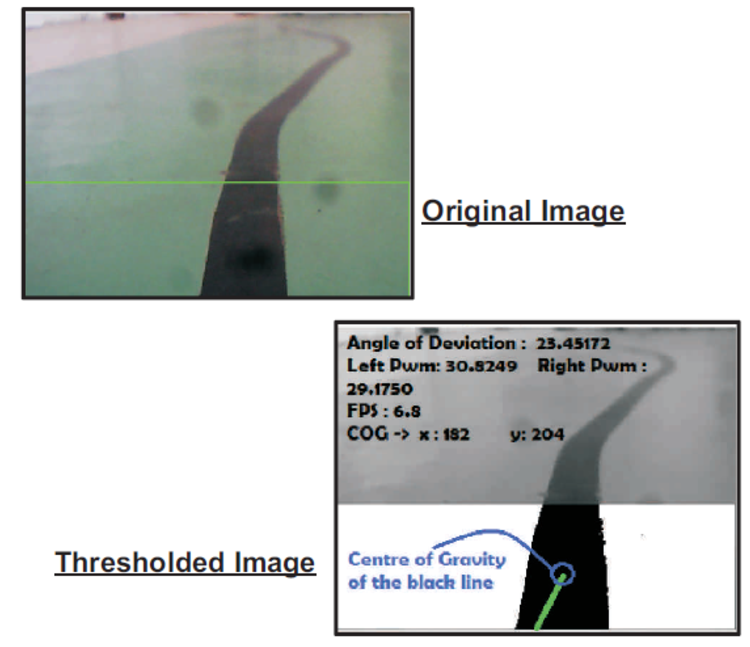 Original Image
Angle of Deviation : 23.45172
Left Pwm: 30.8249 Right Pwm :
29.1750
FPS : 6.8
COG -> x : 182 y: 204
Thresholded Image
Centre of Gravity
of the black line